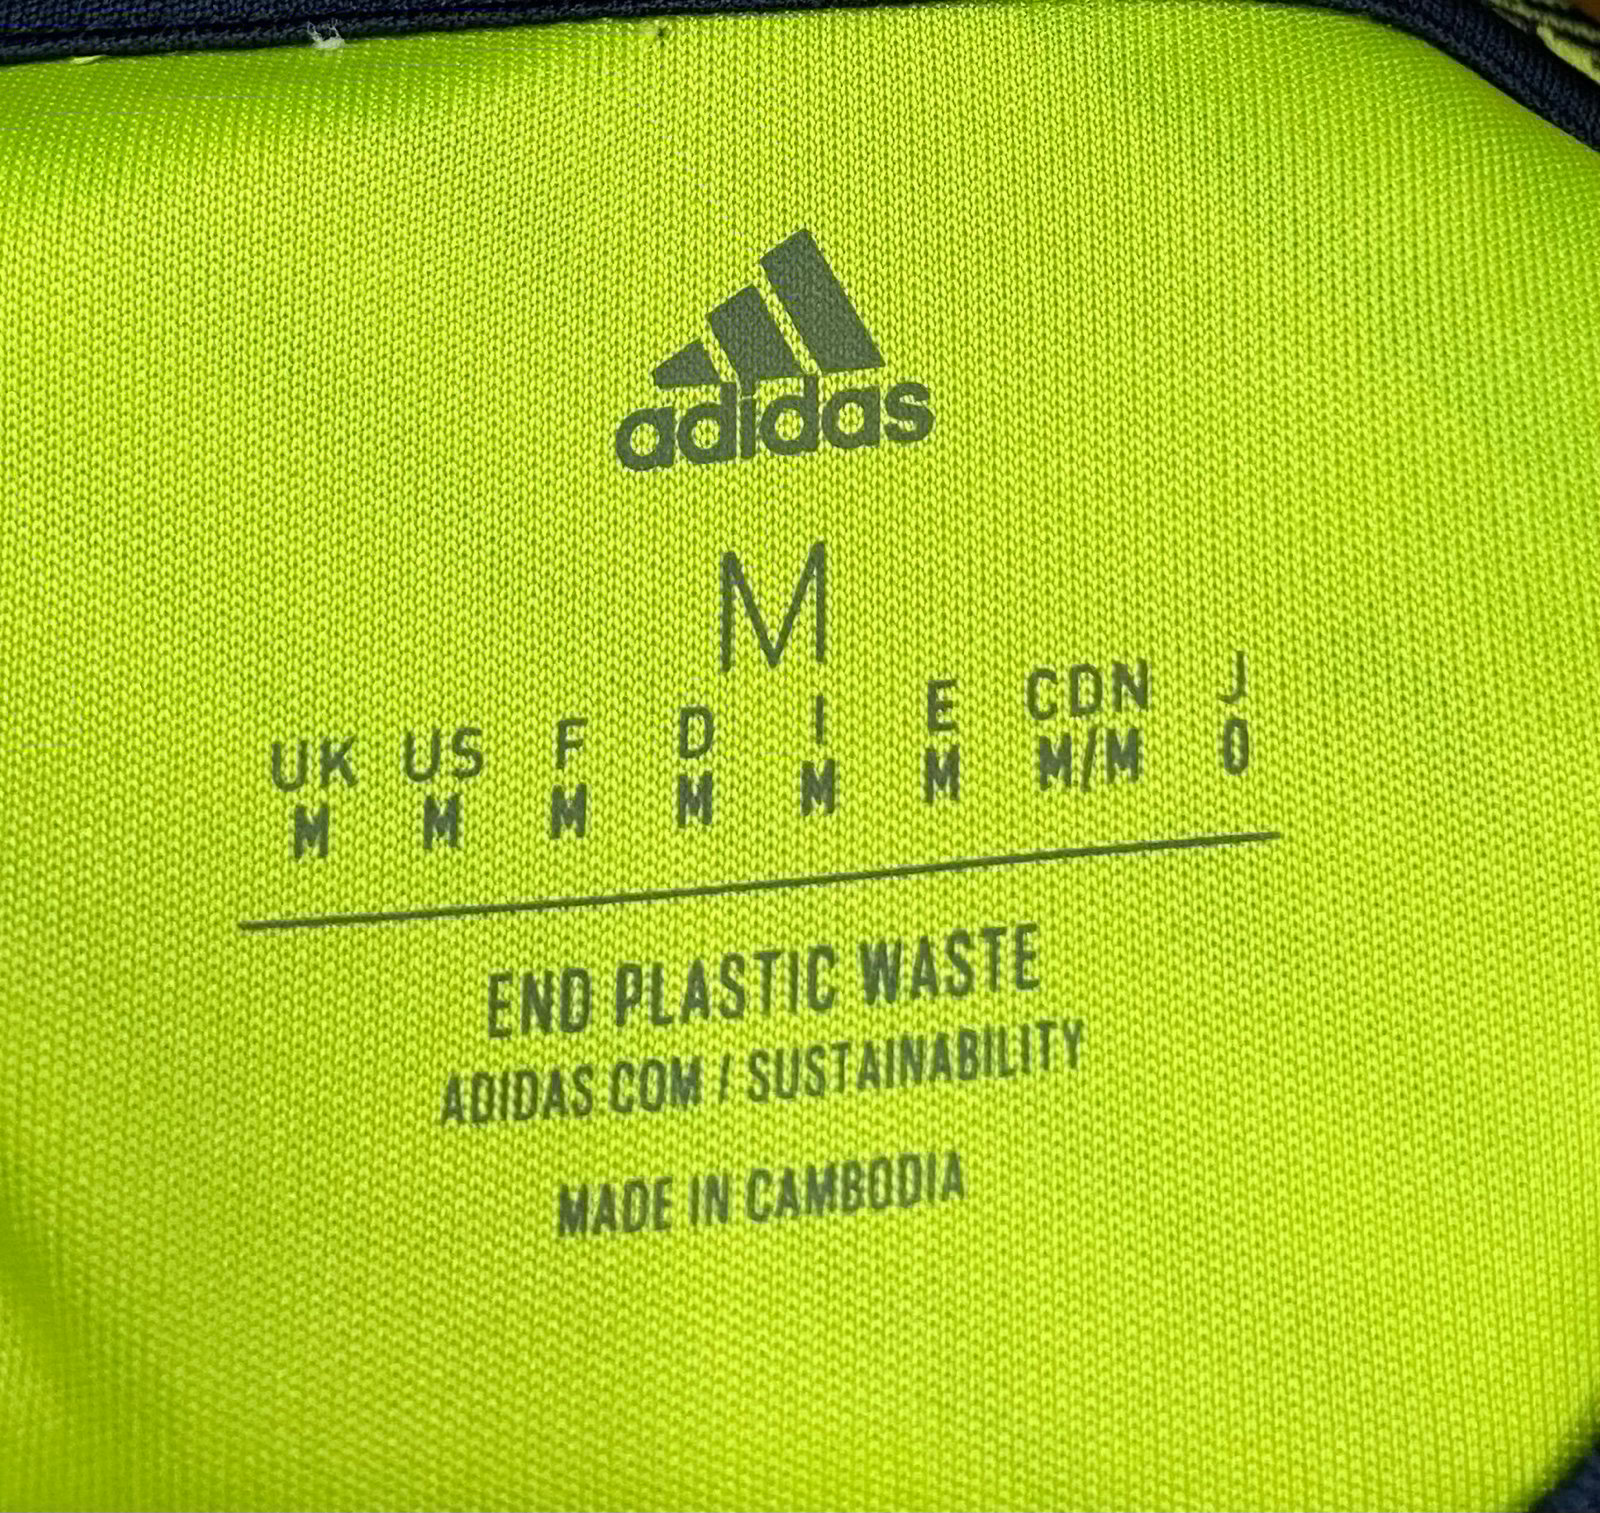 adidas
M
UK US F D I E CDN J
M M M M M M M/M O
END PLASTIC WASTE
ADIDAS COM / SUSTAINABILITY
MADE IN CAMBODIA